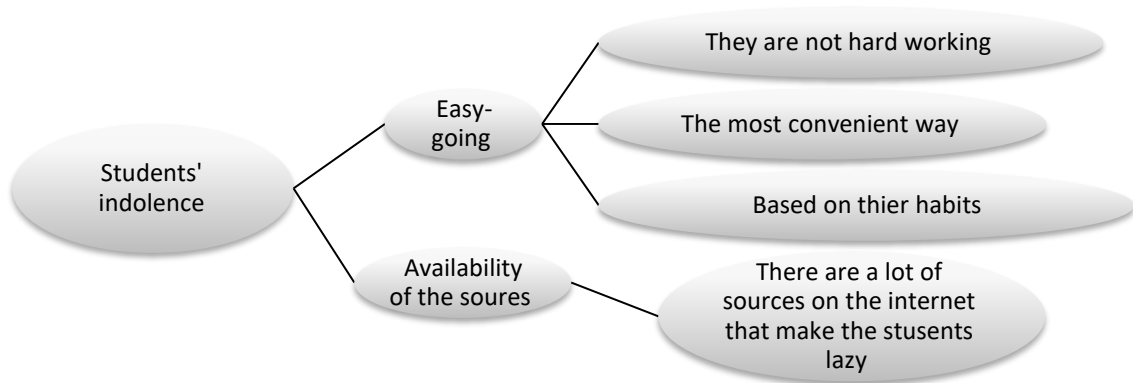 Students'
indolence
Easy-
going
They are not hard working
The most convenient way
Based on thier habits
Availability
of the soures
There are a lot of
sources on the internet
that make the stusents
lazy